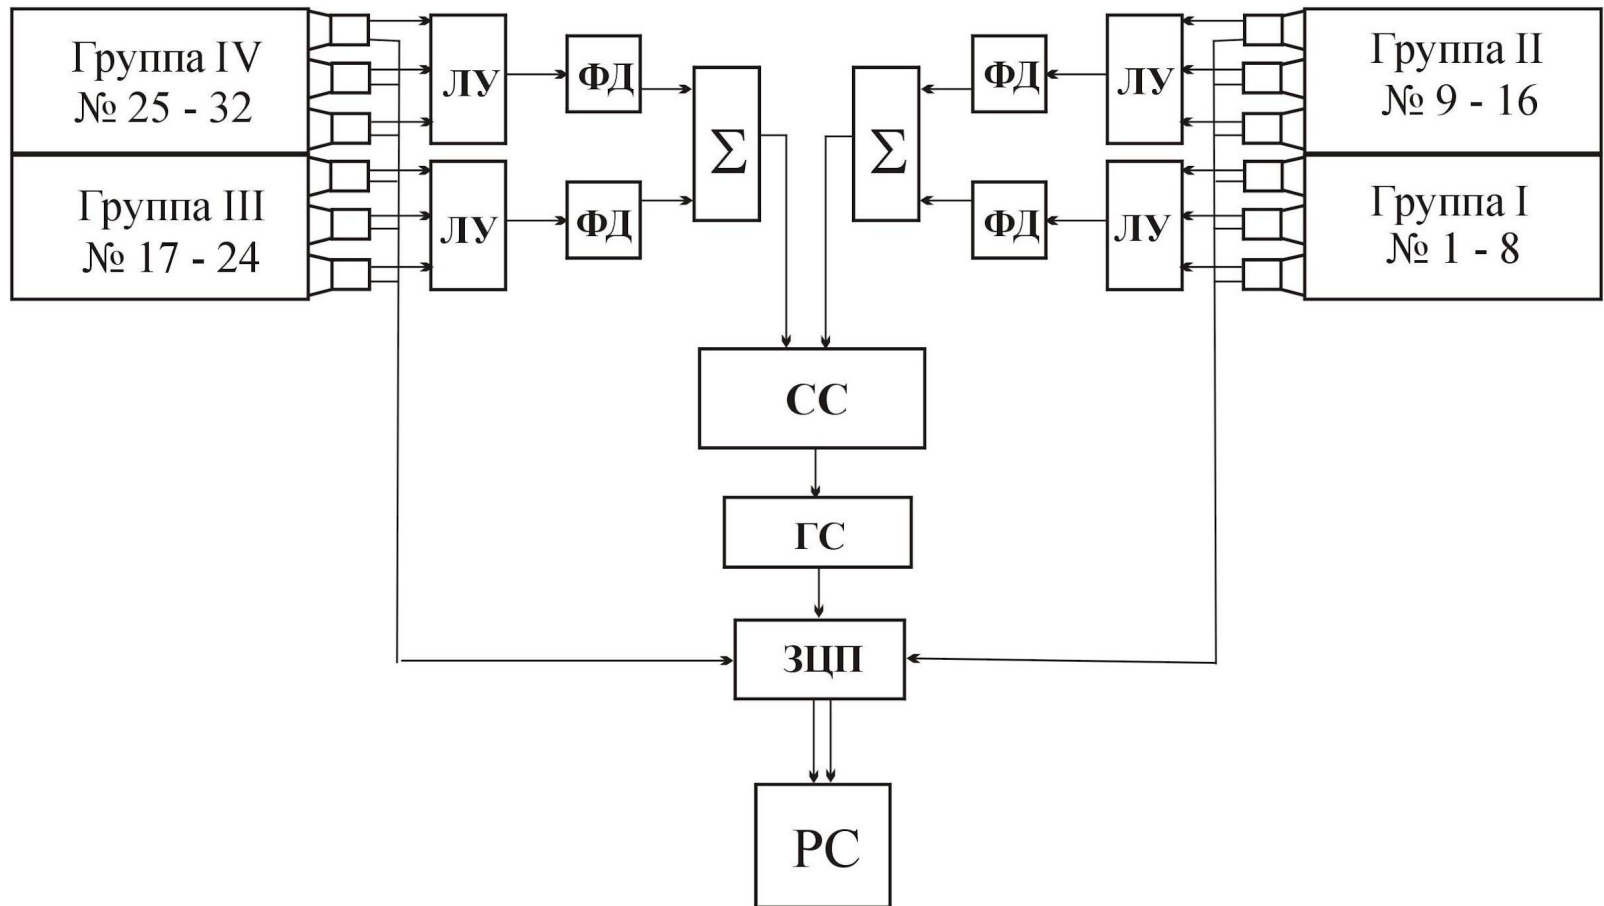 Группа IV
№ 25 - 32
ЛУ
ФД
Σ
Σ
ФД
ЛУ
Группа II
№ 9 - 16
Группа III
№ 17 - 24
ЛУ
ФД
ФД
ЛУ
Группа I
№ 1 - 8
СС
ГС
ЗЦП
PC